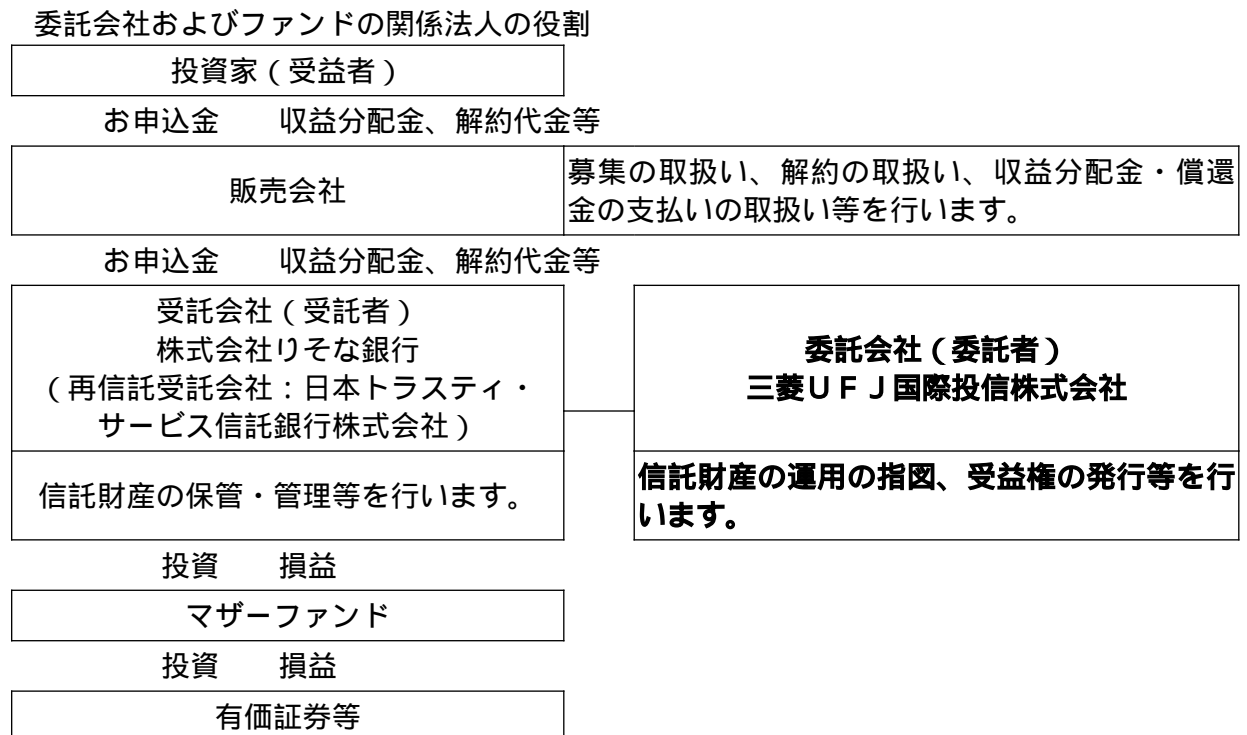 委託会社およびファンドの関係法人の役割
投資家(受益者)
お申込金　　収益分配金、解約代金等
販売会社
募集の取扱い、解約の取扱い、収益分配金・償還
金の支払いの取扱い等を行います。
お申込金　　収益分配金、解約代金等
受託会社(受託者)
株式会社りそな銀行
(再信託受託会社:日本トラスティ・
サービス信託銀行株式会社)
委託会社(委託者)
三菱UFJ国際投信株式会社
信託財産の保管・管理等を行います。
信託財産の運用の指図、受益権の発行等を行
います。
投資　　損益
マザーファンド
投資　　損益
有価証券等